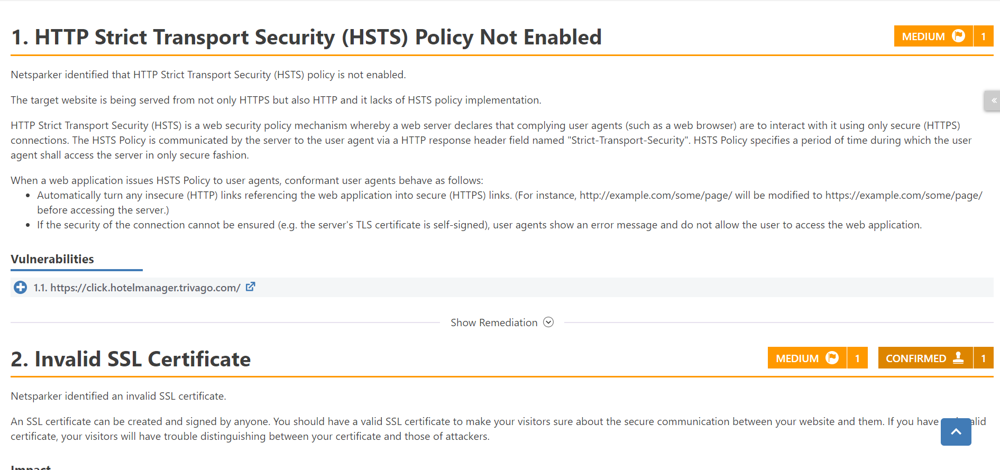 1. HTTP Strict Transport Security (HSTS) Policy Not Enabled
MEDIUM 1
Netsparker identified that HTTP Strict Transport Security (HSTS) policy is not enabled.
The target website is being served from not only HTTPS but also HTTP and it lacks of HSTS policy implementation.
HTTP Strict Transport Security (HSTS) is a web security policy mechanism whereby a web server declares that complying user agents (such as a web browser) are to interact with it using only secure (HTTPS)
connections. The HSTS Policy is communicated by the server to the user agent via a HTTP response header field named "Strict-Transport-Security". HSTS Policy specifies a period of time during which the user
agent shall access the server in only secure fashion.
When a web application issues HSTS Policy to user agents, conformant user agents behave as follows:
• Automatically turn any insecure (HTTP) links referencing the web application into secure (HTTPS) links. (For instance, http://example.com/some/page/ will be modified to https://example.com/some/page/
before accessing the server.)
• If the security of the connection cannot be ensured (e.g. the server's TLS certificate is self-signed), user agents show an error message and do not allow the user to access the web application.
Vulnerabilities
1.1. https://click.hotelmanager.trivago.com/
Show Remediation
2. Invalid SSL Certificate
MEDIUM 1 CONFIRMED 1
Netsparker identified an invalid SSL certificate.
An SSL certificate can be created and signed by anyone. You should have a valid SSL certificate to make your visitors sure about the secure communication between your website and them. If you have
certificate, your visitors will have trouble distinguishing between your certificate and those of attackers.
Impact